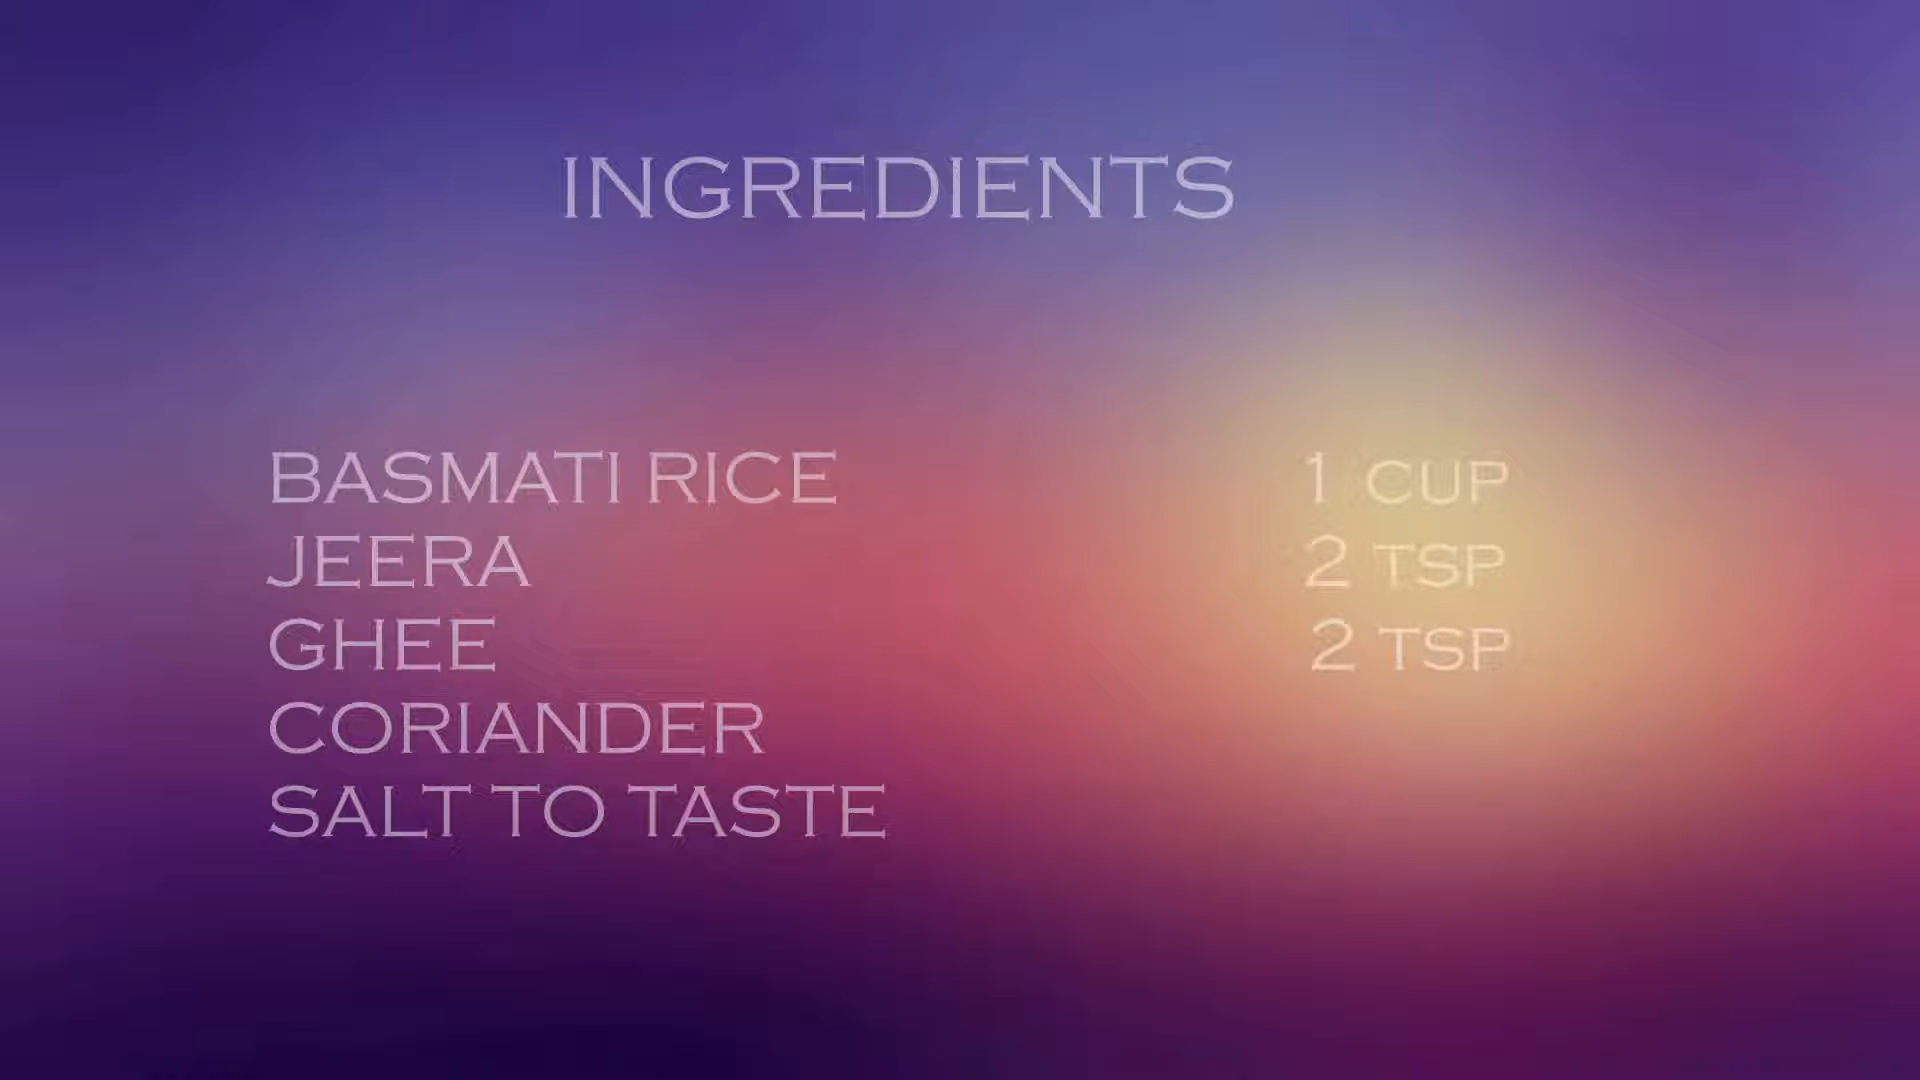 INGREDIENTS
BASMATI RICE 1 CUP
JEERA 2 TSP
GHEE 2 TSP
CORIANDER
SALT TO TASTE